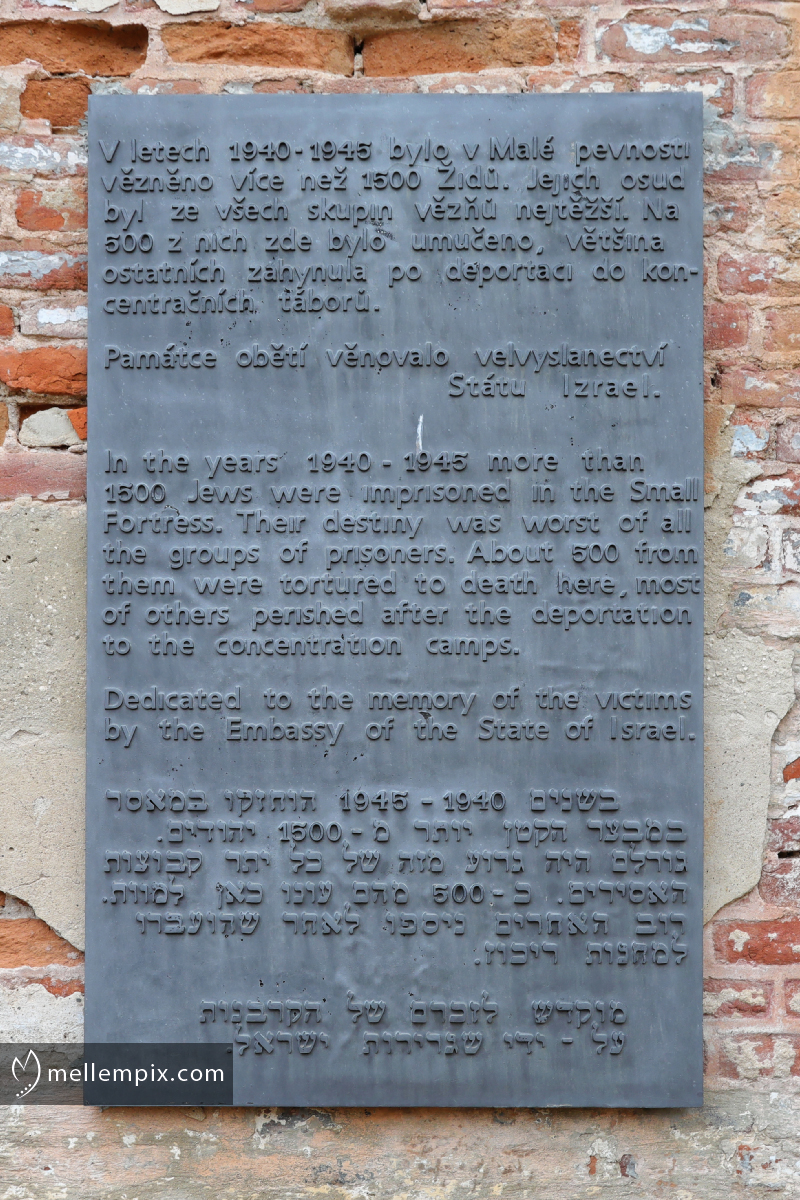 V letech 1940-1945 bylo v Malé pevnosti
vězněno více než 1500 Židů. Jejich osud
byl ze všech skupin vězňů nejtěžší. Na
500 z nich zde bylo umučeno, většina
ostatních zahynula po deportaci do kon-
centračních táborů.
Památce obětí věnovalo velvyslanectví
Státu Izrael.
In the years 1940 - 1945 more than
1500 Jews were imprisoned in the Small
Fortress. Their destiny was worst of all
the groups of prisoners. About 500 from
them were tortured to death here, most
of others perished after the deportation
to the concentration camps.
Dedicated to the memory of the victims
by the Embassy of the State of Israel.
בשנים 1940 - 1945 הוחזקו במאסר
במבצר הקטן יותר מ - 1500 יהודים.
גורלם היה גרוע מזה של כל יתר קבוצות
האסירים. כ - 500 מהם עונו כאן למוות.
רוב האחרים ניספו לאחר שהועברו
למחנות ריכוז.
מוקדש לזכרם של הקרבנות
על - ידי שגרירות ישראל.
mellempix.com